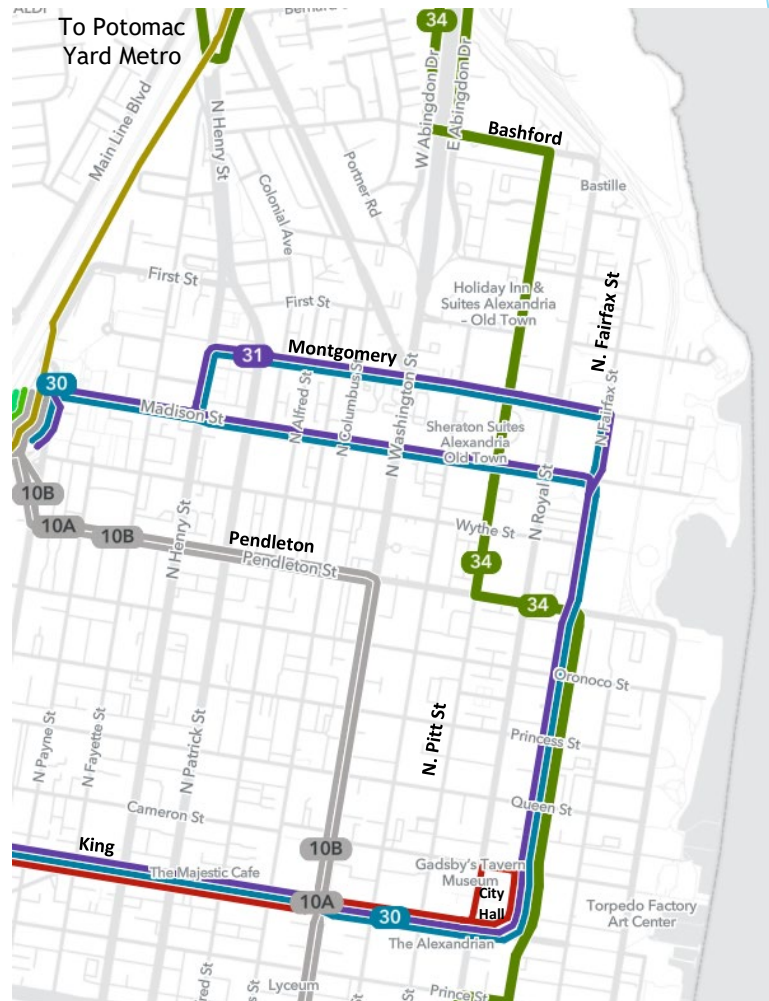 ALDI
To Potomac
Yard Metro
Main Line Blvd
N Henry St
Colonial Ave
Portner Rd
34
W Abingdon Dr
E Abingdon Dr
Bashford
Bastille
First St
First St
Holiday Inn &
Suites Alexandria
- Old Town
N. Fairfax St
31
Montgomery
30
Madison St
N Alfred St
N Columbus St
N Washington St
Sheraton Suites
Alexandria
Old Town
N Fairfax St
N Royal St
10B
10A
10B
N Henry St
Pendleton
Pendleton St
Wythe St
34
34
Oronoco St
N Payne St
N Fayette St
N Patrick St
N. Pitt St
Princess St
Queen St
Cameron St
King
The Majestic Cafe
10B
10A
30
Gadsby's Tavern
Museum
City
Hall
The Alexandrian
Torpedo Factory
Art Center
Lyceum
Prince St